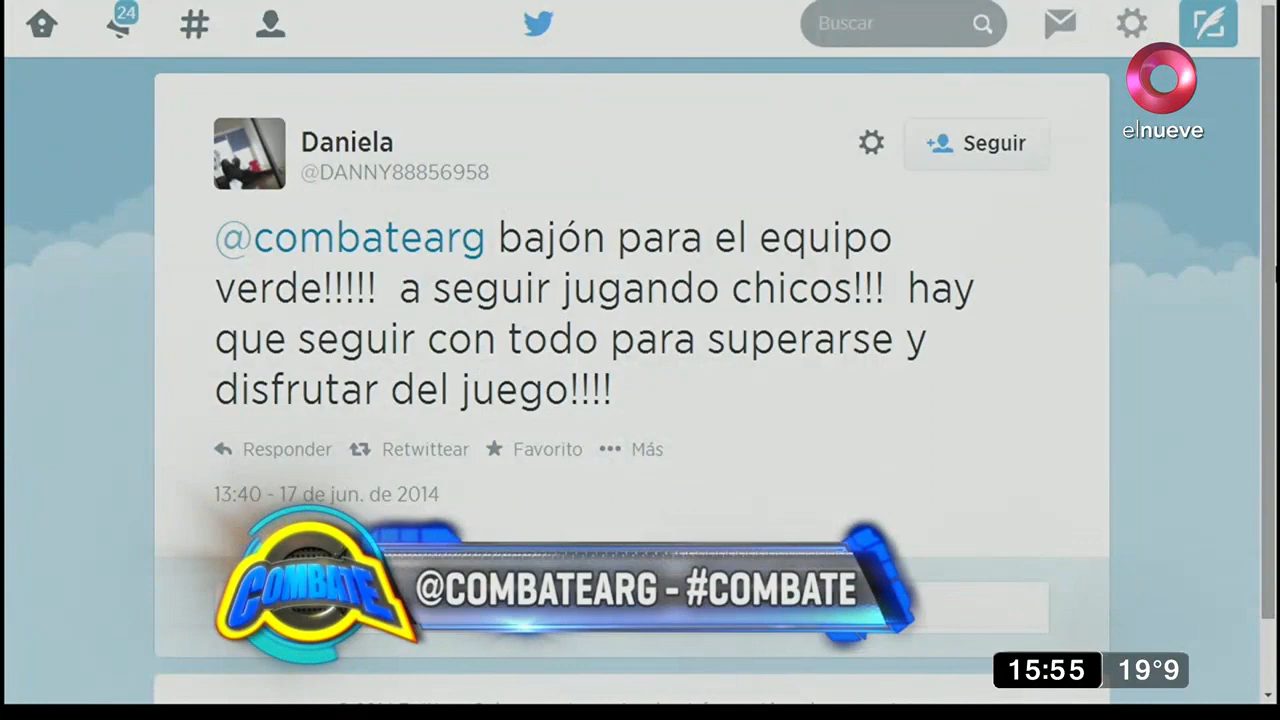 24
Buscar
elnueve
Daniela
@DANNY88856958
Seguir
@combatearg bajón para el equipo
verde!!!!! a seguir jugando chicos!!! hay
que seguir con todo para superarse y
disfrutar del juego!!!!
Responder Retwittear Favorito Más
13:40 - 17 de jun. de 2014
COMBATE
@COMBATEARG - #COMBATE
15:55 19°9